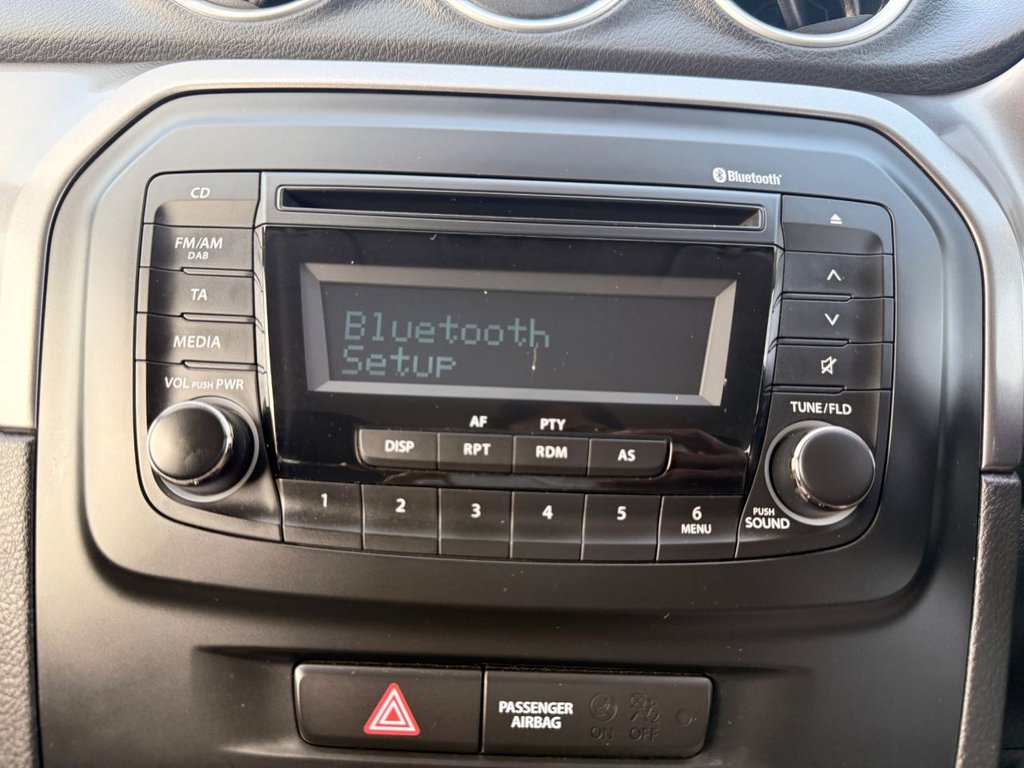 Bluetooth
CD
FM/AM
DAB
TA
MEDIA
VOL PUSH PWR
Bluetooth
Setup
AF PTY
DISP RPT RDM AS
1 2 3 4 5 6
MENU
TUNE/FLD
PUSH
SOUND
PASSENGER
AIRBAG
ON OFF